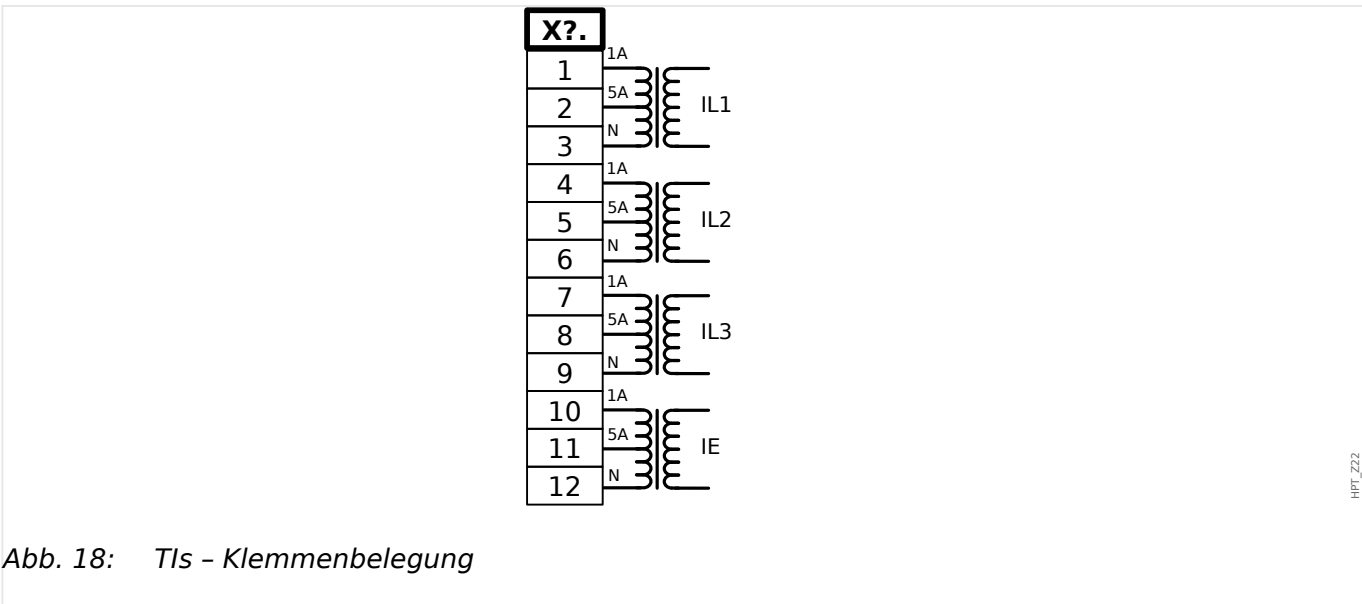 X?.
1A
1
5A
2
IL1
N
3
1A
4
5A
5
IL2
N
6
1A
7
5A
8
IL3
N
9
1A
10
5A
11
IE
N
12
HPT_Z22
Abb. 18: TIs – Klemmenbelegung